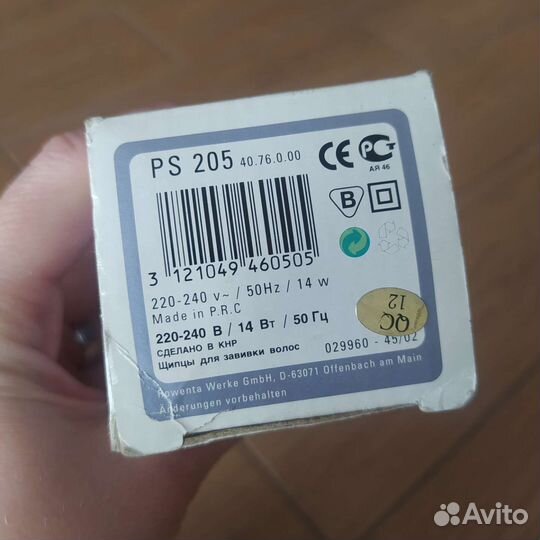 PS 205 40.76.0.00
CE
АЯ 46
B
3 121049 460505
220-240 v~ / 50Hz / 14 w
Made in P.R.C
220-240 В / 14 Вт / 50 Гц
СДЕЛАНО В КНР
Щипцы для завивки волос
QC
12
029960 - 45/02
Rowenta Werke GmbH, D-63071 Offenbach am Main
Änderungen vorbehalten
Avito